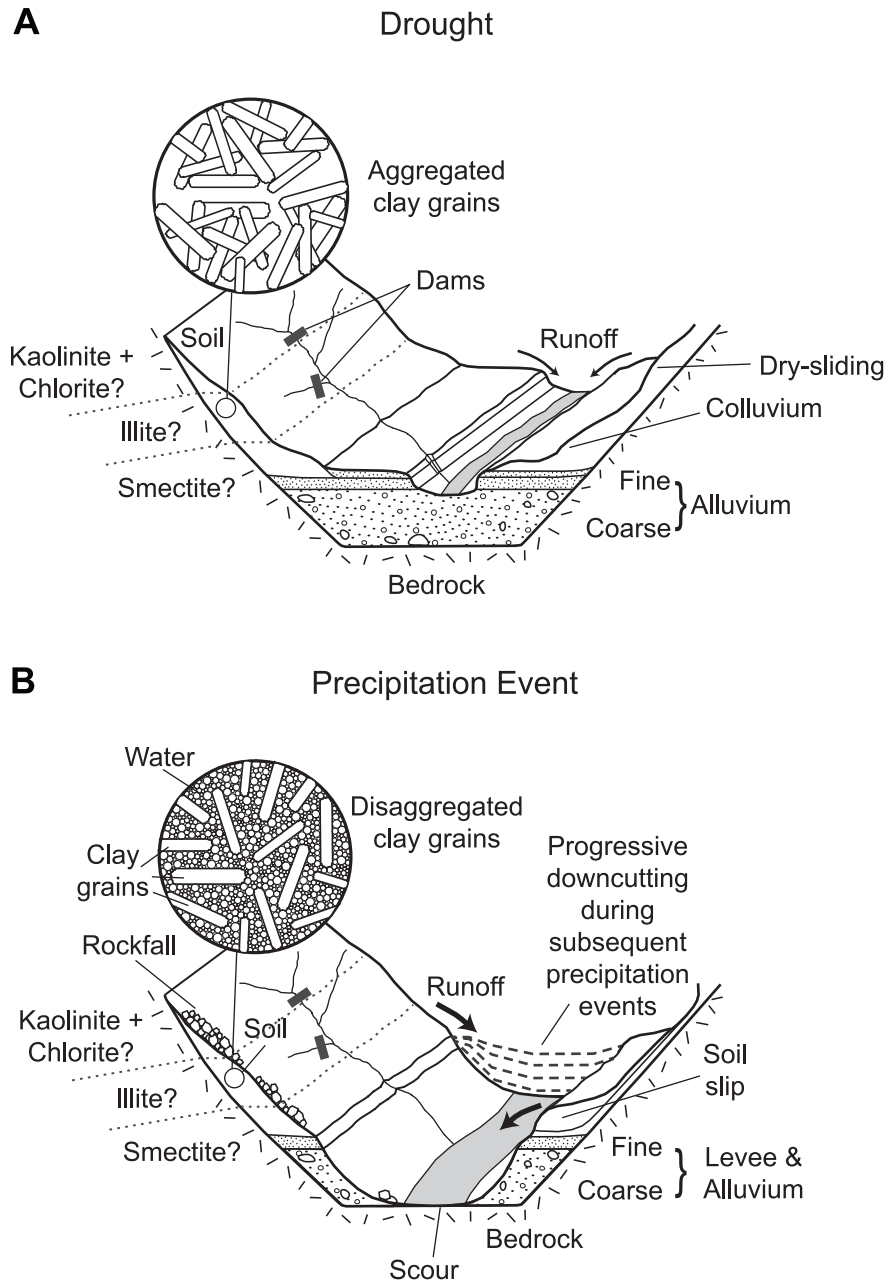 A
Drought
Aggregated
clay grains
Dams
Soil
Runoff
Kaolinite +
Chlorite?
Dry-sliding
Colluvium
Illite?
Smectite?
Fine
Coarse
} Alluvium
Bedrock
B
Precipitation Event
Water
Disaggregated
clay grains
Clay
grains
Progressive
downcutting
during
subsequent
precipitation
events
Rockfall
Runoff
Kaolinite +
Chlorite?
Soil
Soil
slip
Illite?
Smectite?
Fine
Coarse
} Levee &
Alluvium
Bedrock
Scour